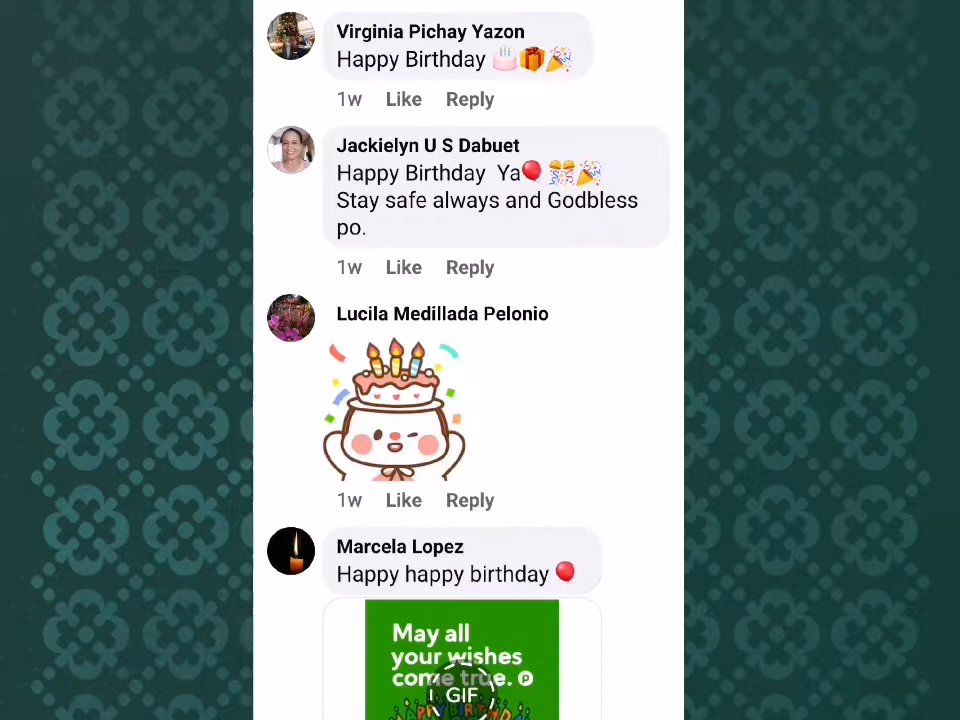 Virginia Pichay Yazon
Happy Birthday 🎂🎁🎉
1w Like Reply
Jackielyn U S Dabuet
Happy Birthday Ya🎈🎊🎉
Stay safe always and Godbless
po.
1w Like Reply
Lucila Medillada Pelonio
1w Like Reply
Marcela Lopez
Happy happy birthday 🎈
May all
your wishes
come true.
GIF
HAPPY BIRTHDAY